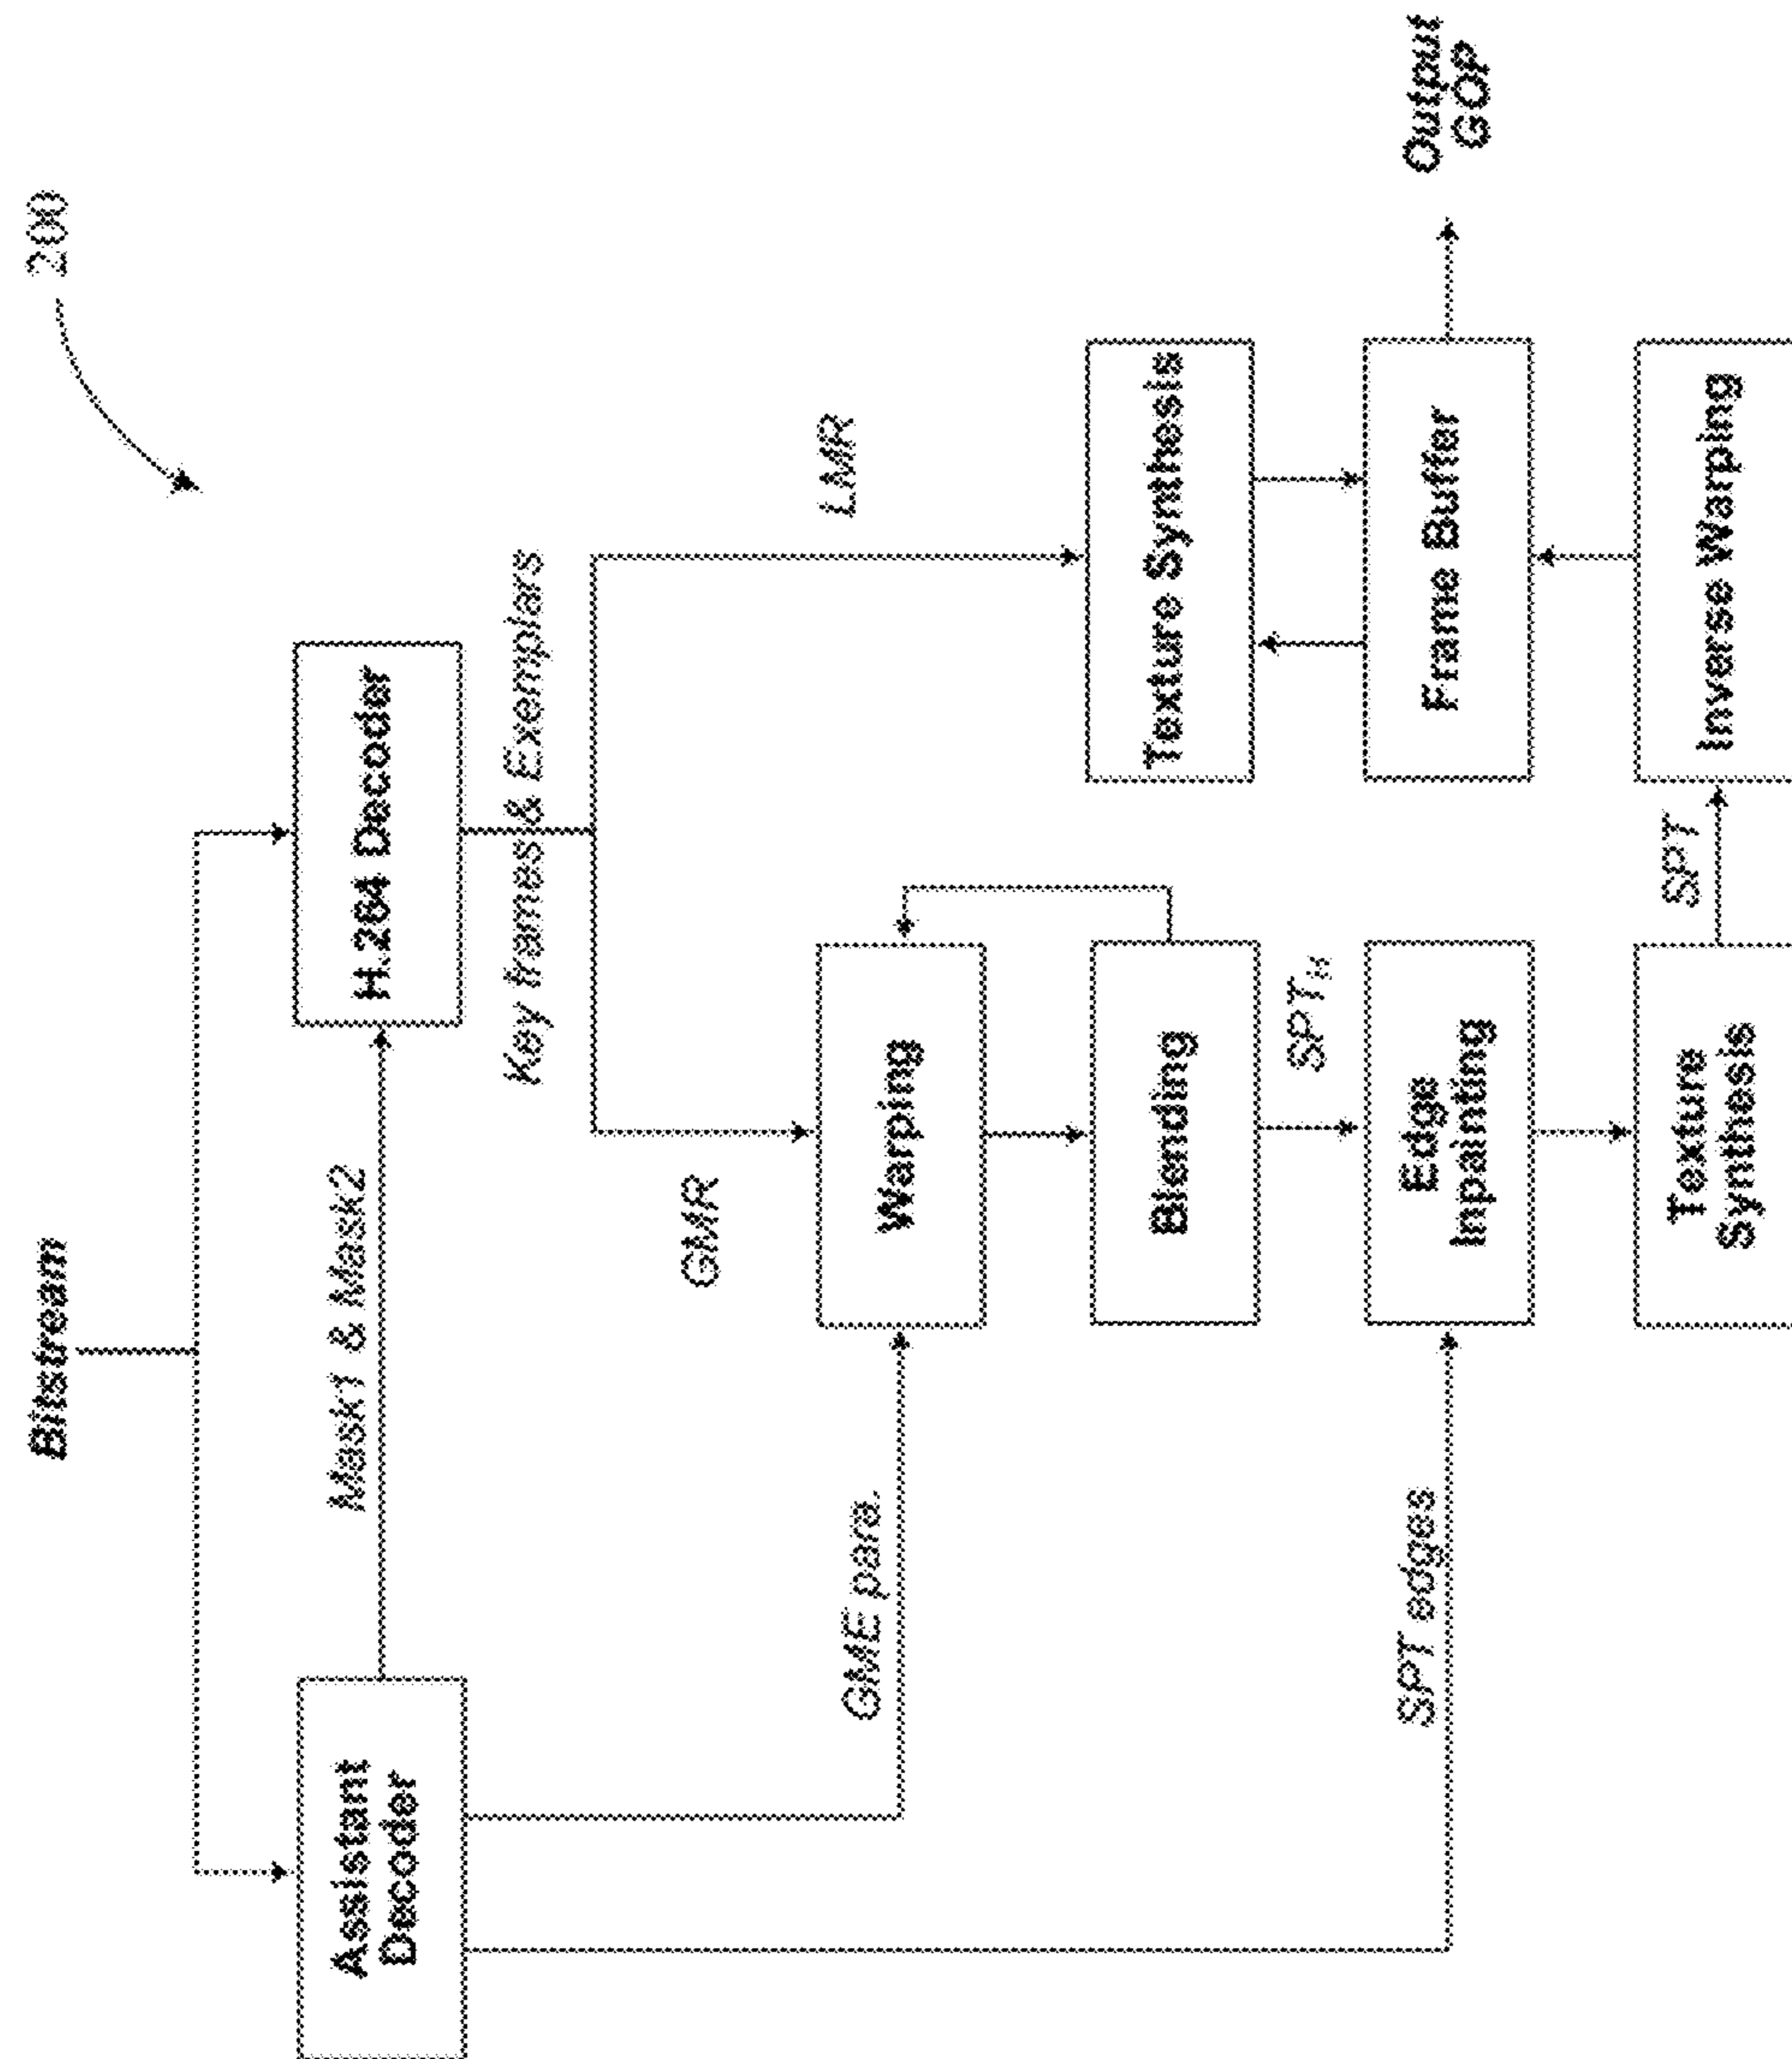 200
Bitstream
Assistant
Decoder
Mask1 & Mask2
H.264 Decoder
Key frames & Exemplars
GMR
LMR
GME para.
Warping
Blending
SPT_H
SPT edges
Edge
Inpainting
Texture
Synthesis
SPT
Texture Synthesis
Frame Buffer
Inverse Warping
Output
GOP